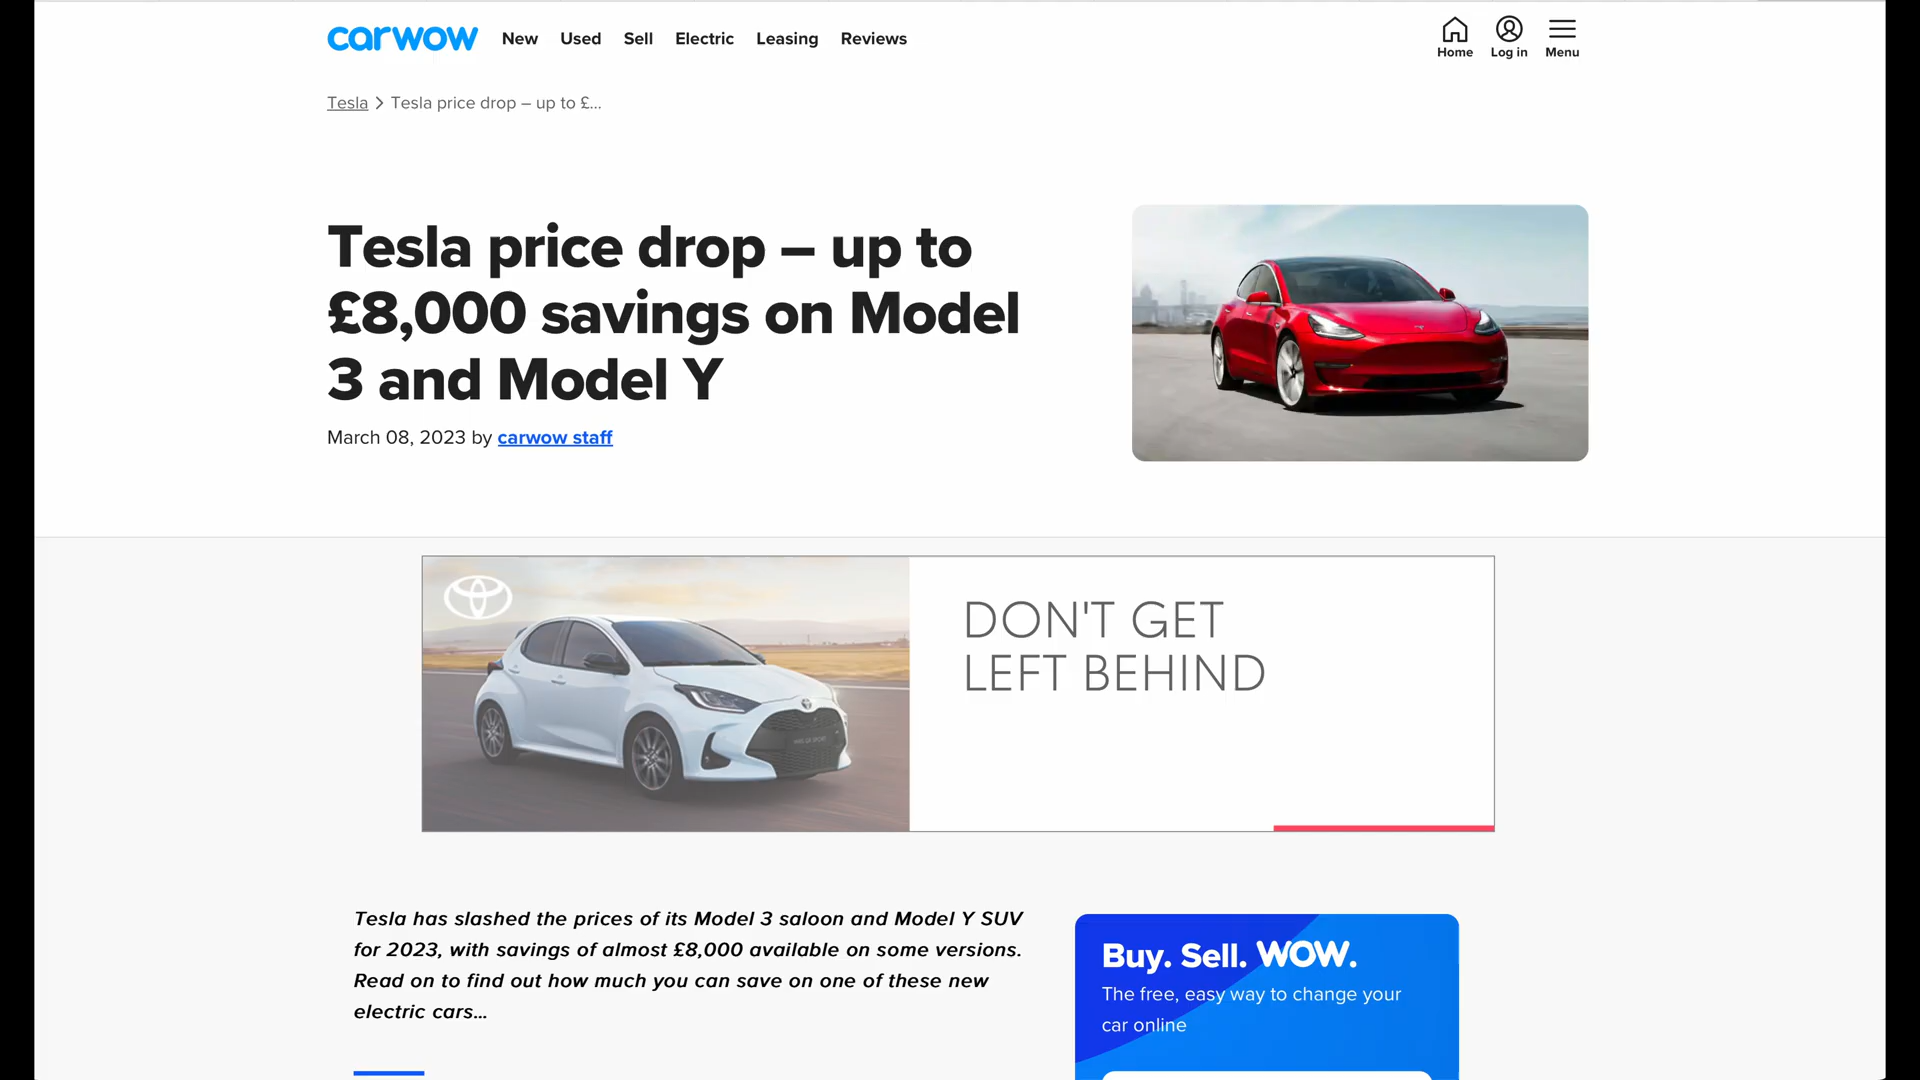 carwow New Used Sell Electric Leasing Reviews Home Log in Menu
Tesla > Tesla price drop – up to £...
Tesla price drop – up to
£8,000 savings on Model
3 and Model Y
March 08, 2023 by carwow staff
DON'T GET
LEFT BEHIND
Tesla has slashed the prices of its Model 3 saloon and Model Y SUV
for 2023, with savings of almost £8,000 available on some versions.
Read on to find out how much you can save on one of these new
electric cars...
Buy. Sell. WOW.
The free, easy way to change your
car online